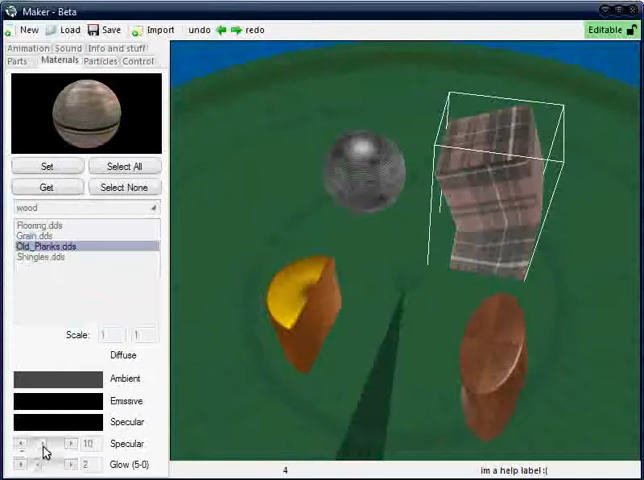 Maker - Beta
New Load Save Import undo redo Editable
Animation Sound Info and stuff
Parts Materials Particles Control
Set Select All
Get Select None
wood
Flooring.dds
Grain.dds
Old_Planks.dds
Shingles.dds
Scale: 1 1
Diffuse
Ambient
Emissive
Specular
10 Specular
2 Glow (5-0)
4 im a help label :(